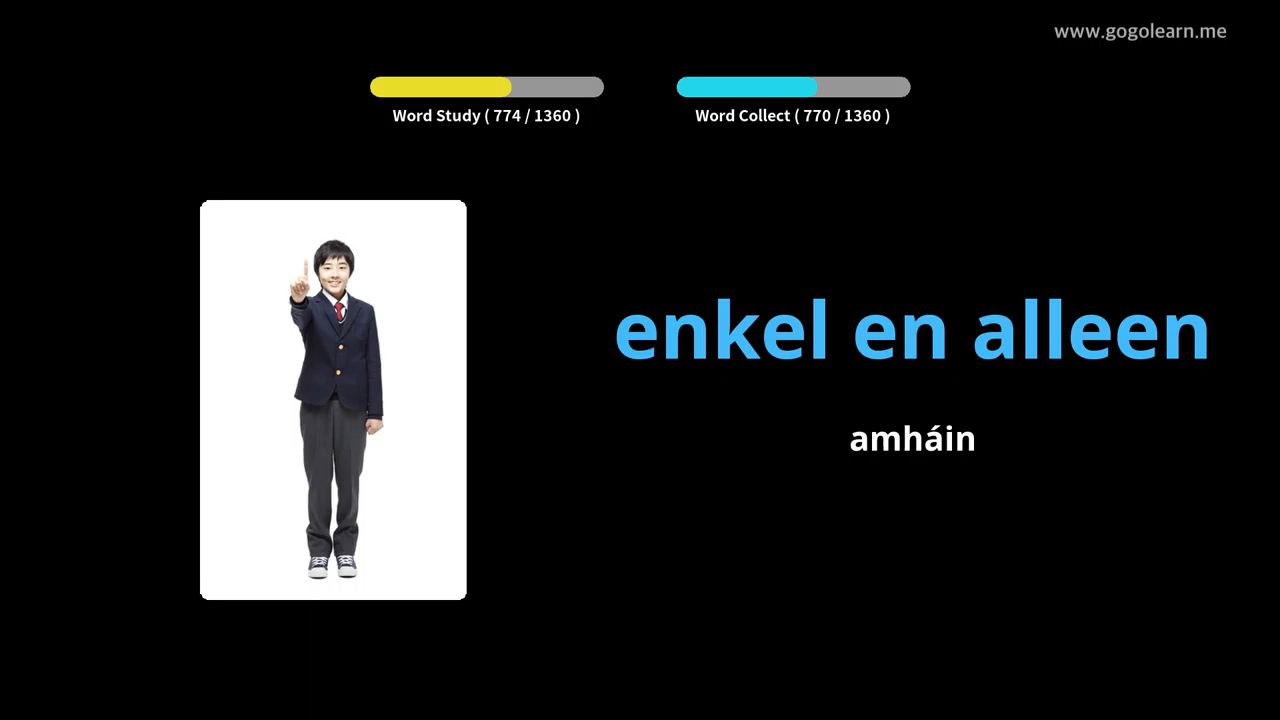 www.gogolearn.me
Word Study ( 774 / 1360 )
Word Collect ( 770 / 1360 )
enkel en alleen
amháin